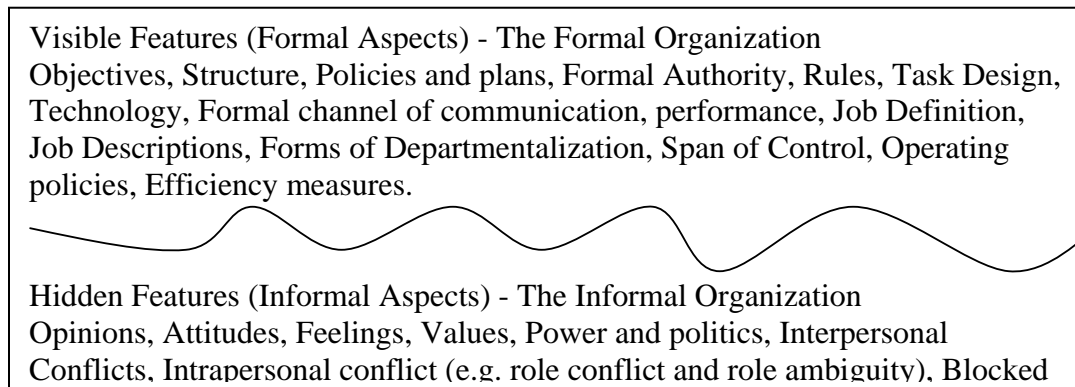 Visible Features (Formal Aspects) - The Formal Organization
Objectives, Structure, Policies and plans, Formal Authority, Rules, Task Design,
Technology, Formal channel of communication, performance, Job Definition,
Job Descriptions, Forms of Departmentalization, Span of Control, Operating
policies, Efficiency measures.
Hidden Features (Informal Aspects) - The Informal Organization
Opinions, Attitudes, Feelings, Values, Power and politics, Interpersonal
Conflicts, Intrapersonal conflict (e.g. role conflict and role ambiguity), Blocked